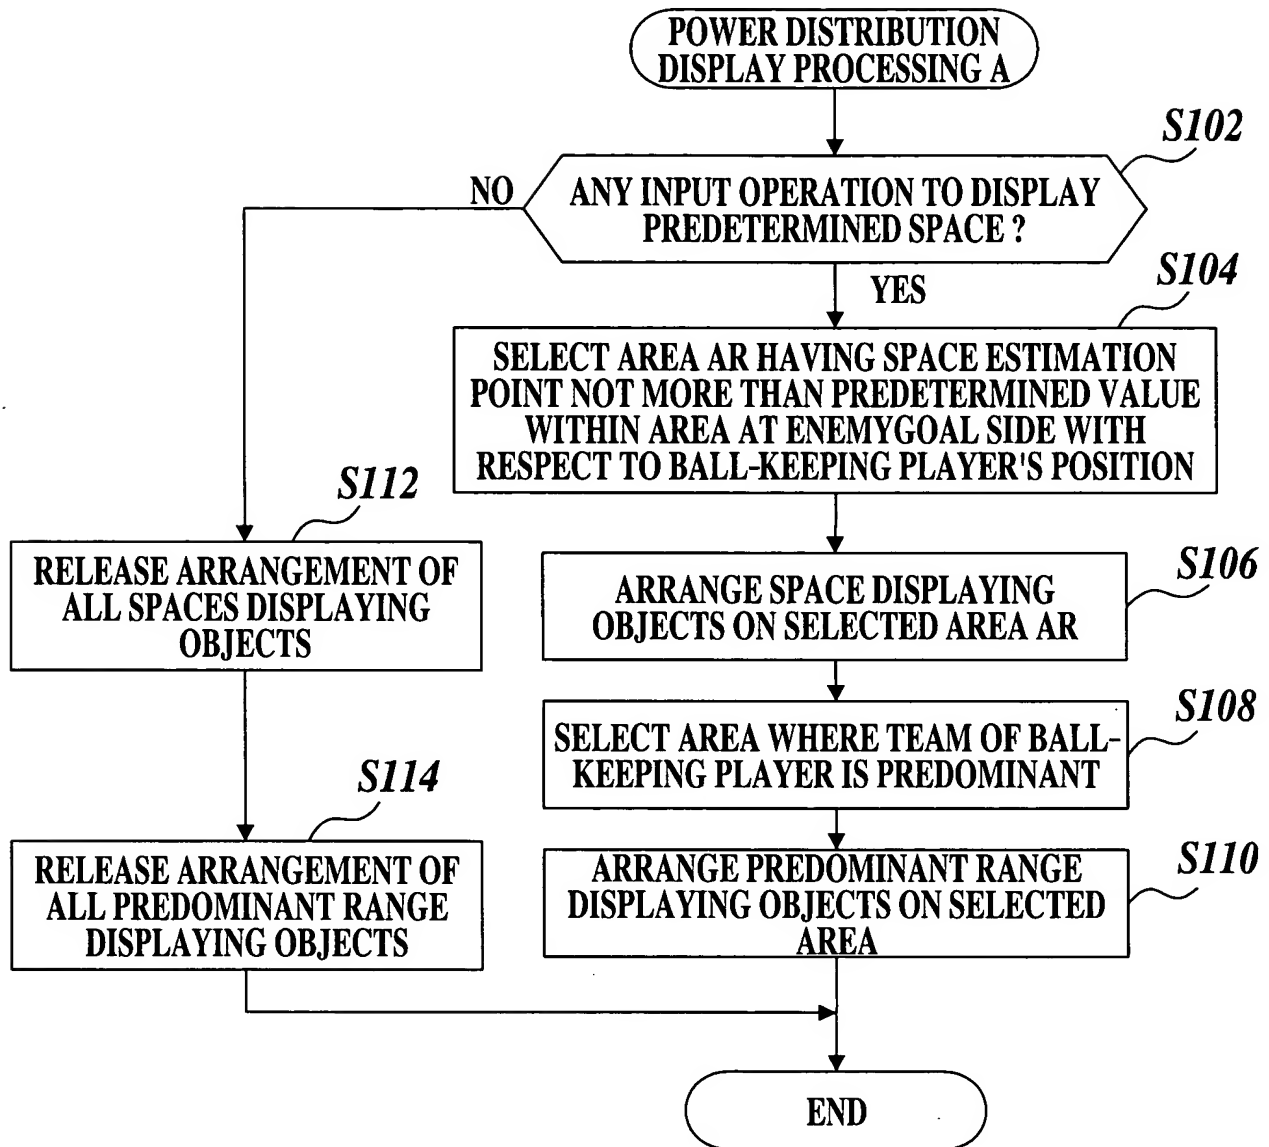 POWER DISTRIBUTION
DISPLAY PROCESSING A
S102
NO
ANY INPUT OPERATION TO DISPLAY
PREDETERMINED SPACE ?
YES
S104
SELECT AREA AR HAVING SPACE ESTIMATION
POINT NOT MORE THAN PREDETERMINED VALUE
WITHIN AREA AT ENEMYGOAL SIDE WITH
RESPECT TO BALL-KEEPING PLAYER'S POSITION
S112
RELEASE ARRANGEMENT OF
ALL SPACES DISPLAYING
OBJECTS
S106
ARRANGE SPACE DISPLAYING
OBJECTS ON SELECTED AREA AR
S108
SELECT AREA WHERE TEAM OF BALL-
KEEPING PLAYER IS PREDOMINANT
S114
RELEASE ARRANGEMENT OF
ALL PREDOMINANT RANGE
DISPLAYING OBJECTS
S110
ARRANGE PREDOMINANT RANGE
DISPLAYING OBJECTS ON SELECTED
AREA
END